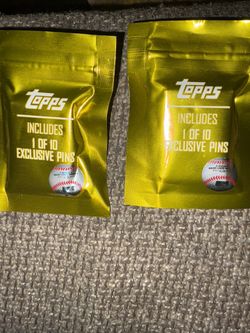 Topps
INCLUDES
1 OF 10
EXCLUSIVE PINS
Topps
INCLUDES
1 OF 10
EXCLUSIVE PINS